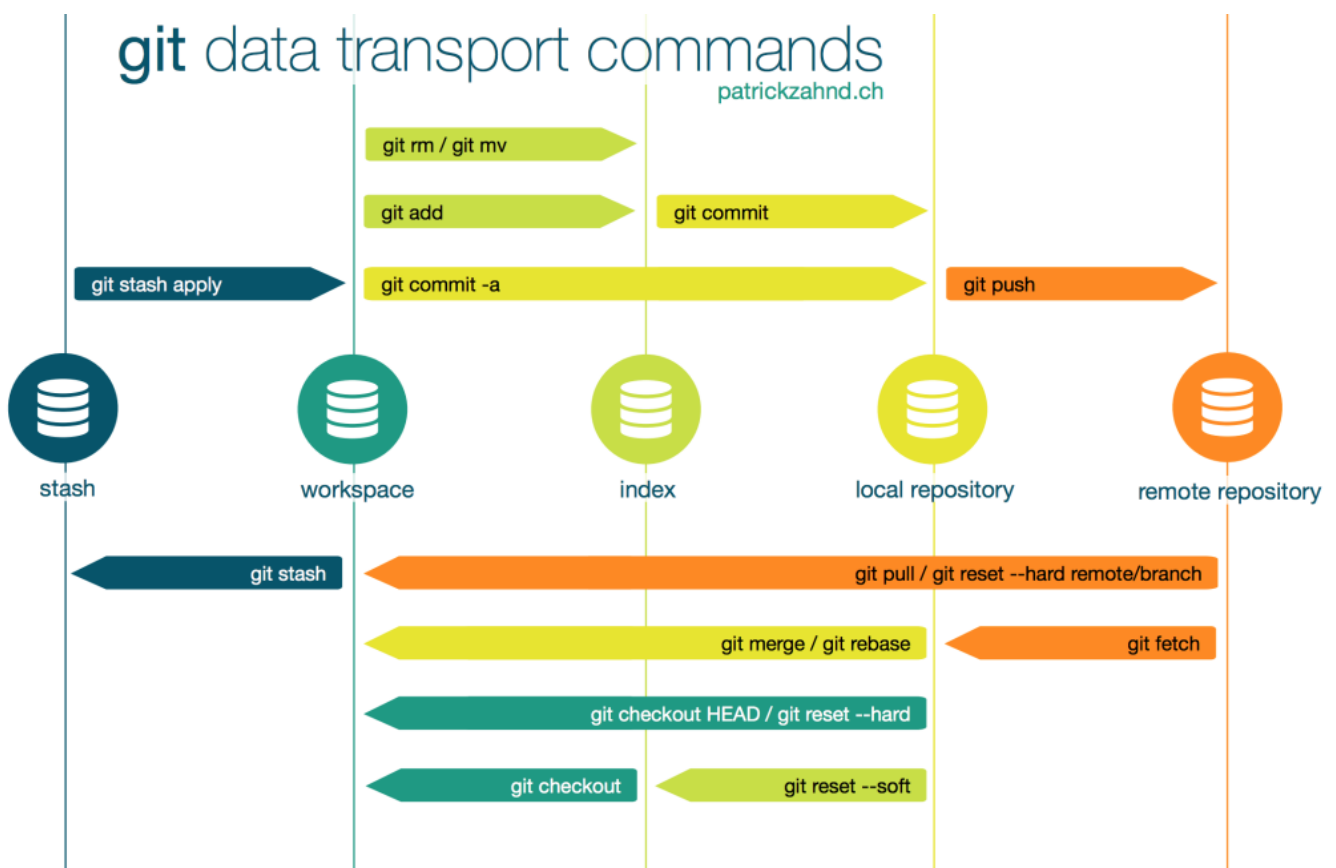 git data transport commands
patrickzahnd.ch
git rm / git mv
git add
git commit
git stash apply
git commit -a
git push
stash
workspace
index
local repository
remote repository
git stash
git pull / git reset --hard remote/branch
git merge / git rebase
git fetch
git checkout HEAD / git reset --hard
git checkout
git reset --soft